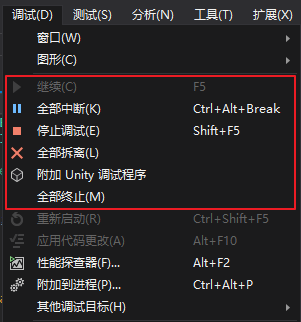 调试(D) 测试(S) 分析(N) 工具(T) 扩展(X)
窗口(W)
图形(C)
继续(C) F5
全部中断(K) Ctrl+Alt+Break
停止调试(E) Shift+F5
全部拆离(L)
附加 Unity 调试程序
全部终止(M)
重新启动(R) Ctrl+Shift+F5
应用代码更改(A) Alt+F10
性能探查器(F)... Alt+F2
附加到进程(P)... Ctrl+Alt+P
其他调试目标(H)